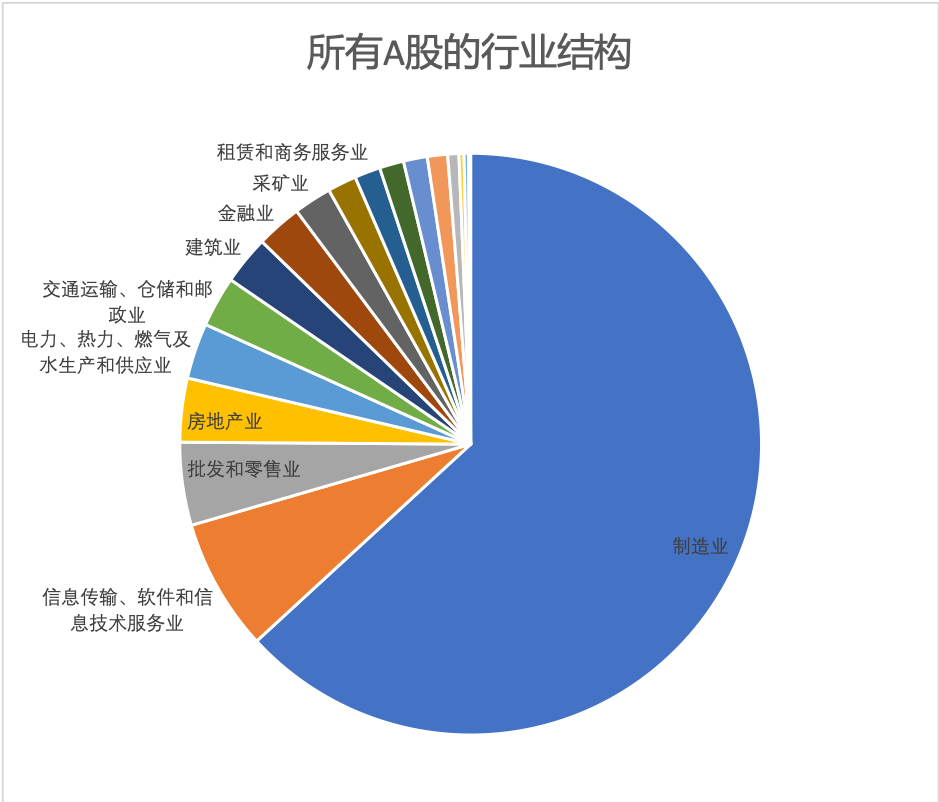 所有A股的行业结构
租赁和商务服务业
采矿业
金融业
建筑业
交通运输、仓储和邮
政业
电力、热力、燃气及
水生产和供应业
房地产业
批发和零售业
制造业
信息传输、软件和信
息技术服务业